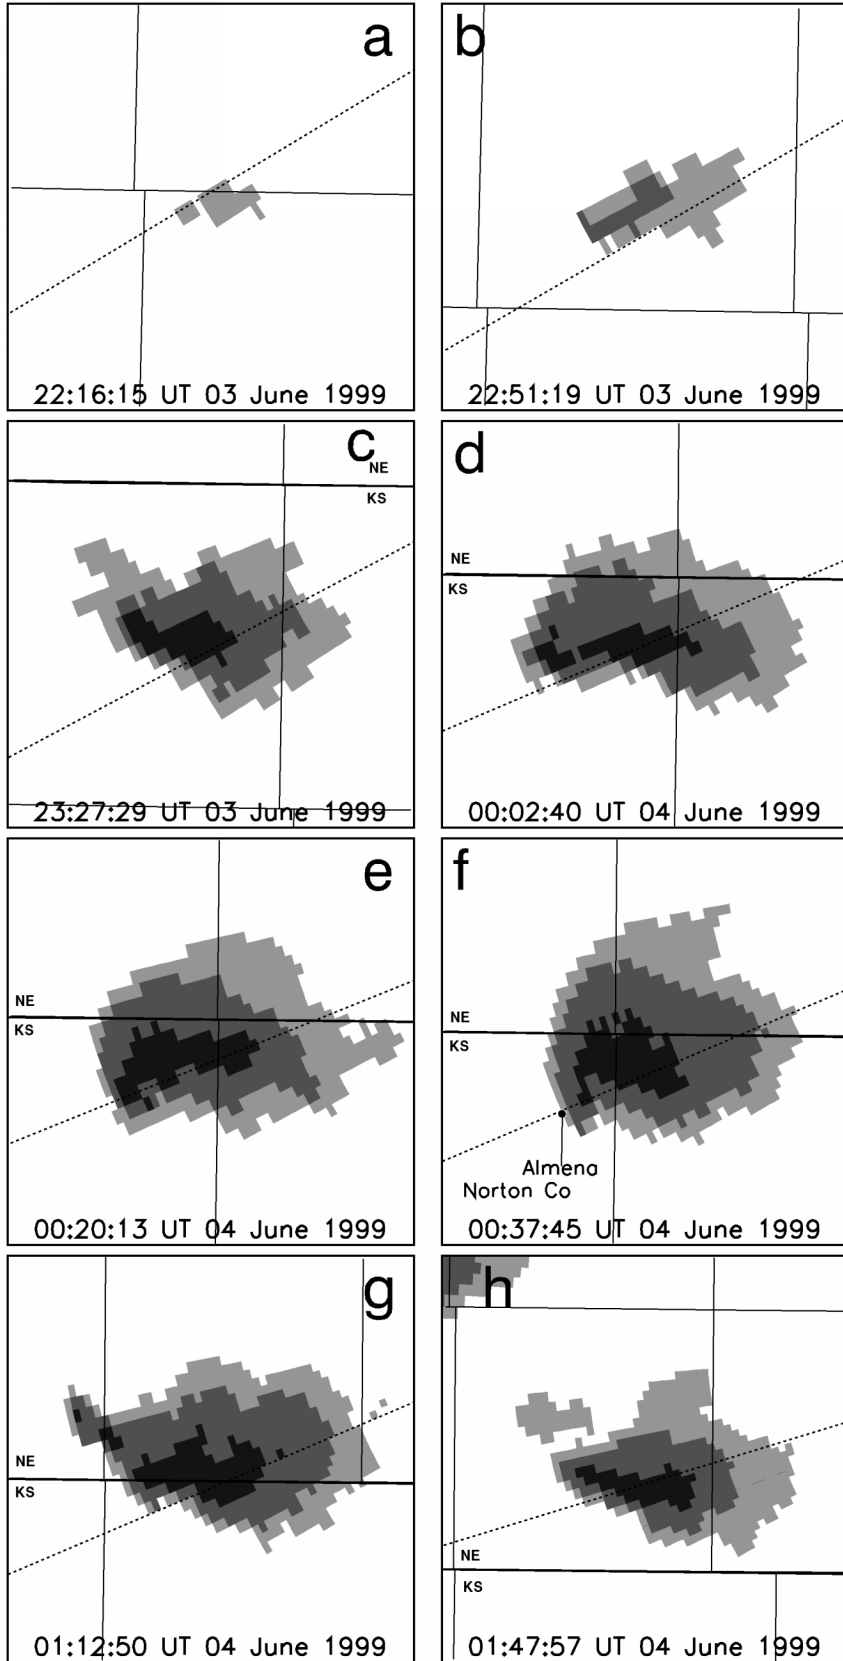 a
22:16:15 UT 03 June 1999
b
22:51:19 UT 03 June 1999
c
NE
KS
23:27:29 UT 03 June 1999
d
NE
KS
00:02:40 UT 04 June 1999
e
NE
KS
00:20:13 UT 04 June 1999
f
NE
KS
Almena
Norton Co
00:37:45 UT 04 June 1999
g
NE
KS
01:12:50 UT 04 June 1999
h
NE
KS
01:47:57 UT 04 June 1999